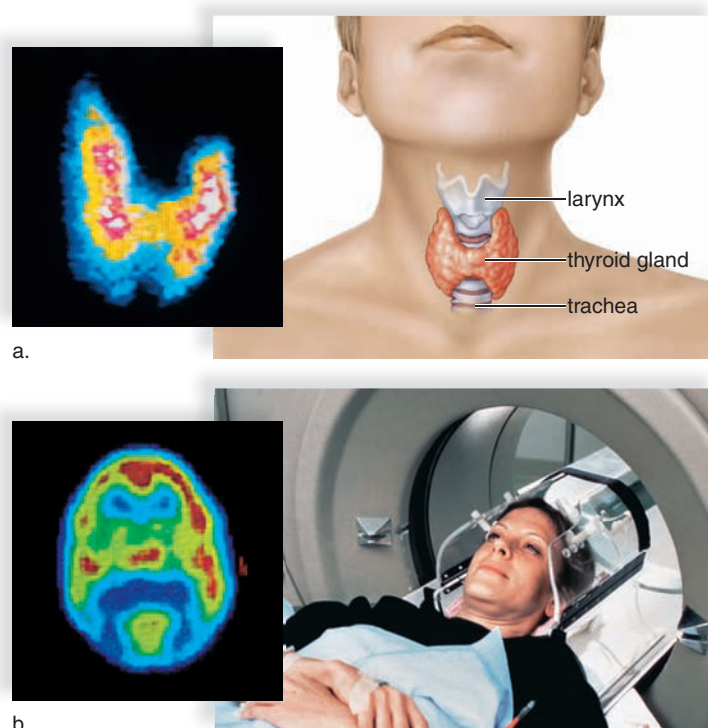 larynx
thyroid gland
trachea
a.
b.